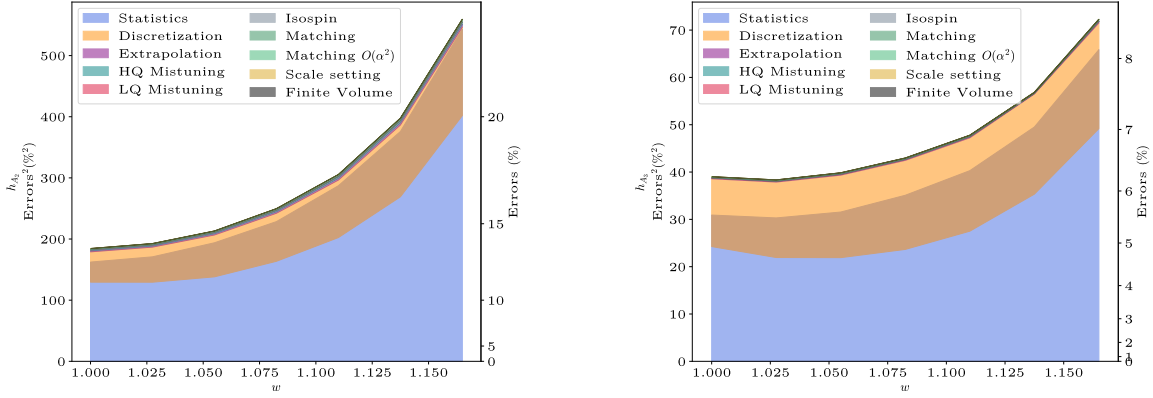 Statistics
Discretization
Extrapolation
HQ Mistuning
LQ Mistuning
Isospin
Matching
Matching O(α²)
Scale setting
Finite Volume
500
400
300
200
100
0
20
15
10
5
0
1.000 1.025 1.050 1.075 1.100 1.125 1.150
w
h_{A_2}
Errors²(%²)
Errors (%)
Statistics
Discretization
Extrapolation
HQ Mistuning
LQ Mistuning
Isospin
Matching
Matching O(α²)
Scale setting
Finite Volume
70
60
50
40
30
20
10
0
8
7
6
5
4
3
2
1
0
1.000 1.025 1.050 1.075 1.100 1.125 1.150
w
h_{A_3}
Errors²(%²)
Errors (%)